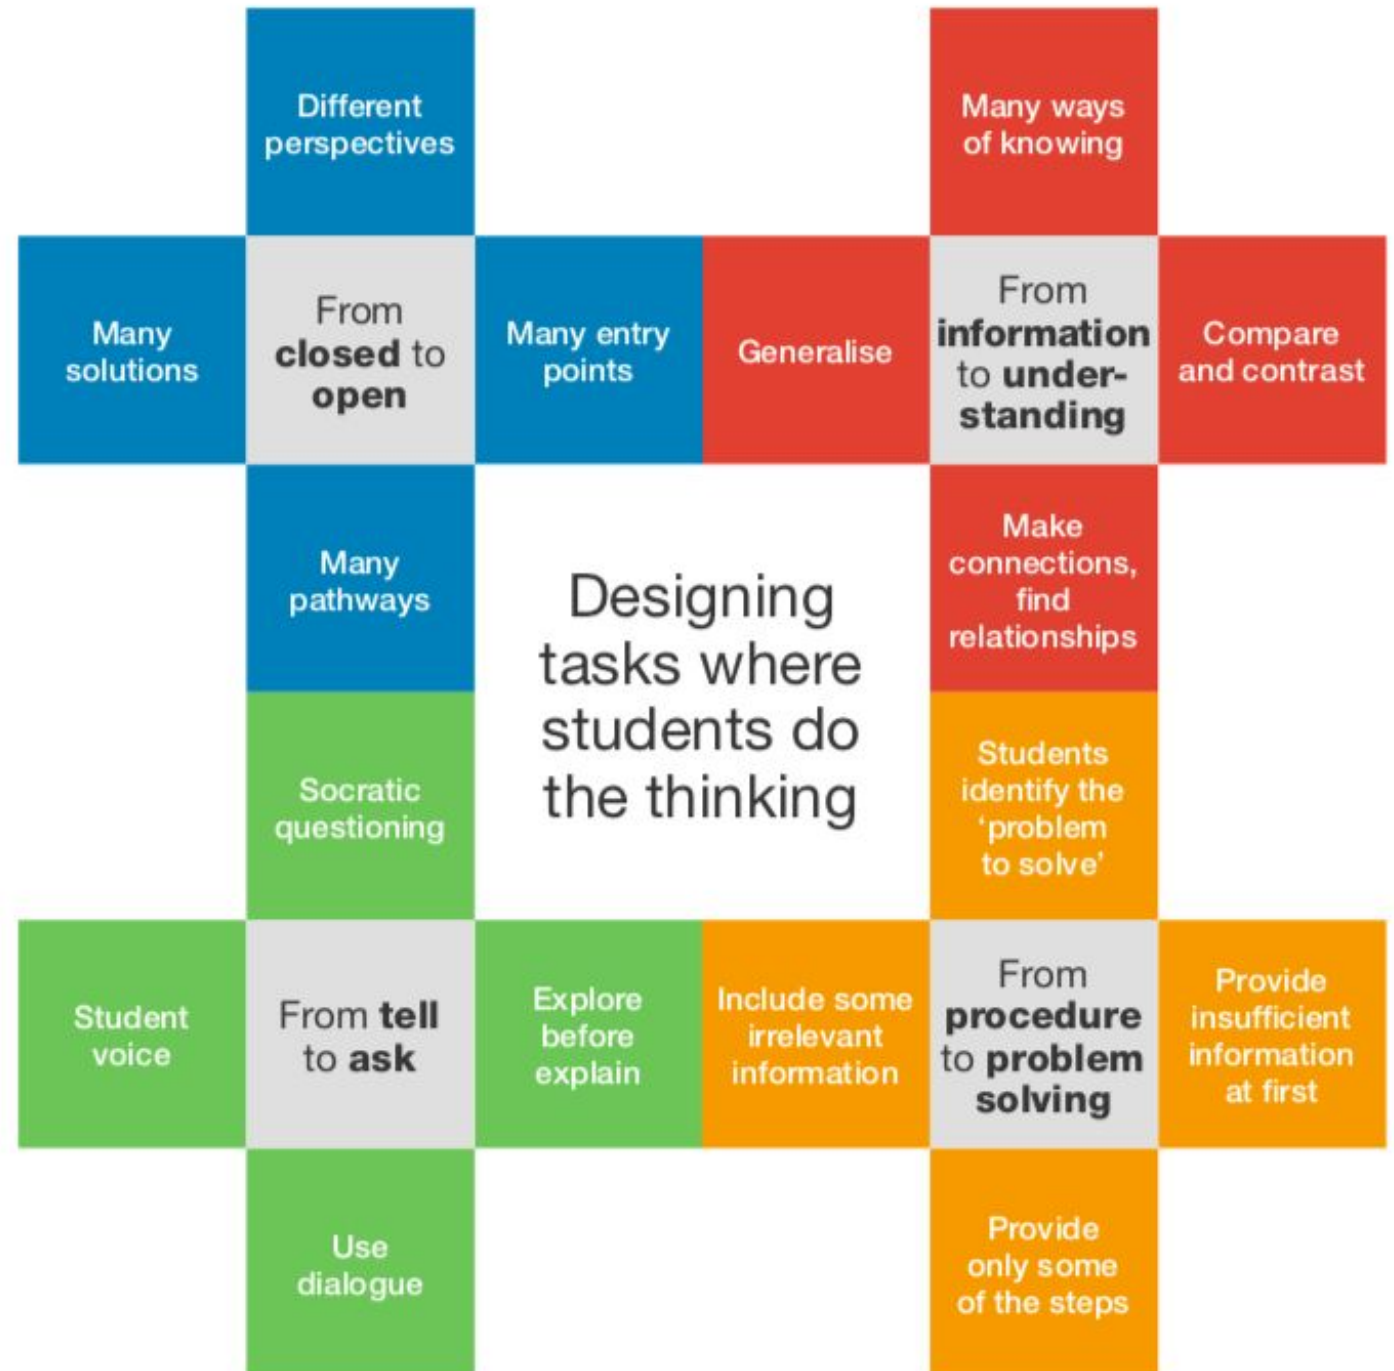 Different
perspectives
Many ways
of knowing
Many
solutions
From
closed to
open
Many entry
points
Generalise
From
information
to under-
standing
Compare
and contrast
Many
pathways
Designing
tasks where
students do
the thinking
Make
connections,
find
relationships
Socratic
questioning
Students
identify the
‘problem
to solve’
Student
voice
From tell
to ask
Explore
before
explain
Include some
irrelevant
information
From
procedure
to problem
solving
Provide
insufficient
information
at first
Use
dialogue
Provide
only some
of the steps